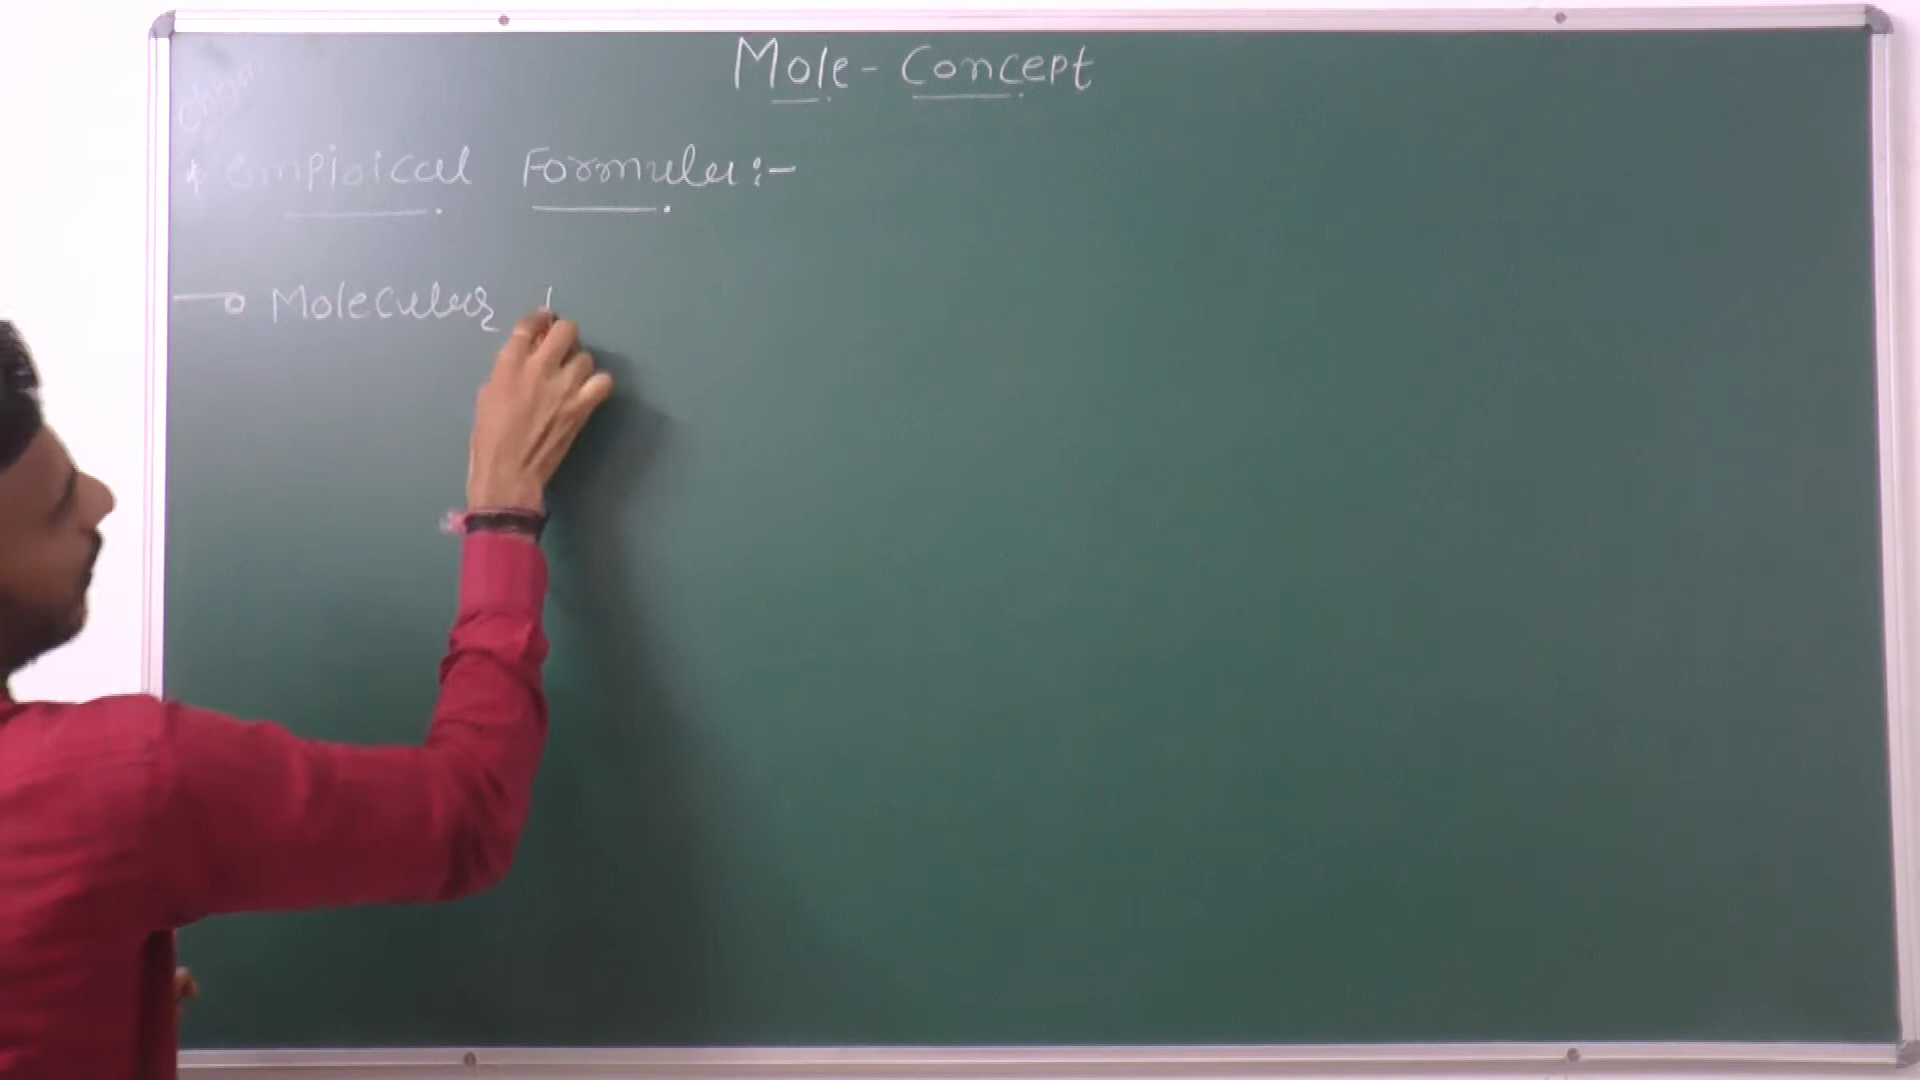 Mole - Concept
* Empirical Formula :-
Molecular